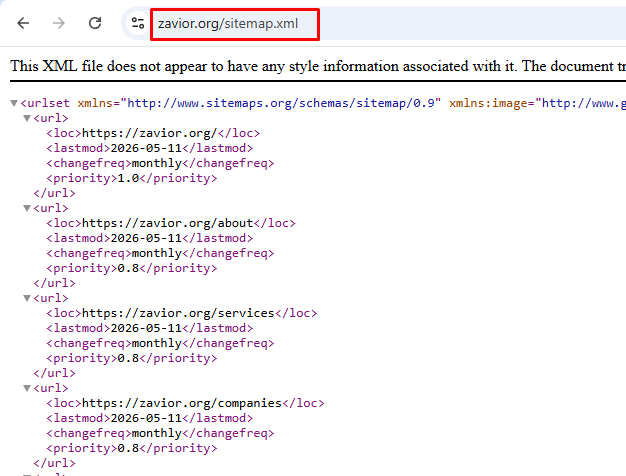 zavior.org/sitemap.xml
This XML file does not appear to have any style information associated with it. The document
<urlset xmlns="http://www.sitemaps.org/schemas/sitemap/0.9" xmlns:image="http://www.g
<url>
<loc>https://zavior.org/</loc>
<lastmod>2026-05-11</lastmod>
<changefreq>monthly</changefreq>
<priority>1.0</priority>
</url>
<url>
<loc>https://zavior.org/about</loc>
<lastmod>2026-05-11</lastmod>
<changefreq>monthly</changefreq>
<priority>0.8</priority>
</url>
<url>
<loc>https://zavior.org/services</loc>
<lastmod>2026-05-11</lastmod>
<changefreq>monthly</changefreq>
<priority>0.8</priority>
</url>
<url>
<loc>https://zavior.org/companies</loc>
<lastmod>2026-05-11</lastmod>
<changefreq>monthly</changefreq>
<priority>0.8</priority>
</url>